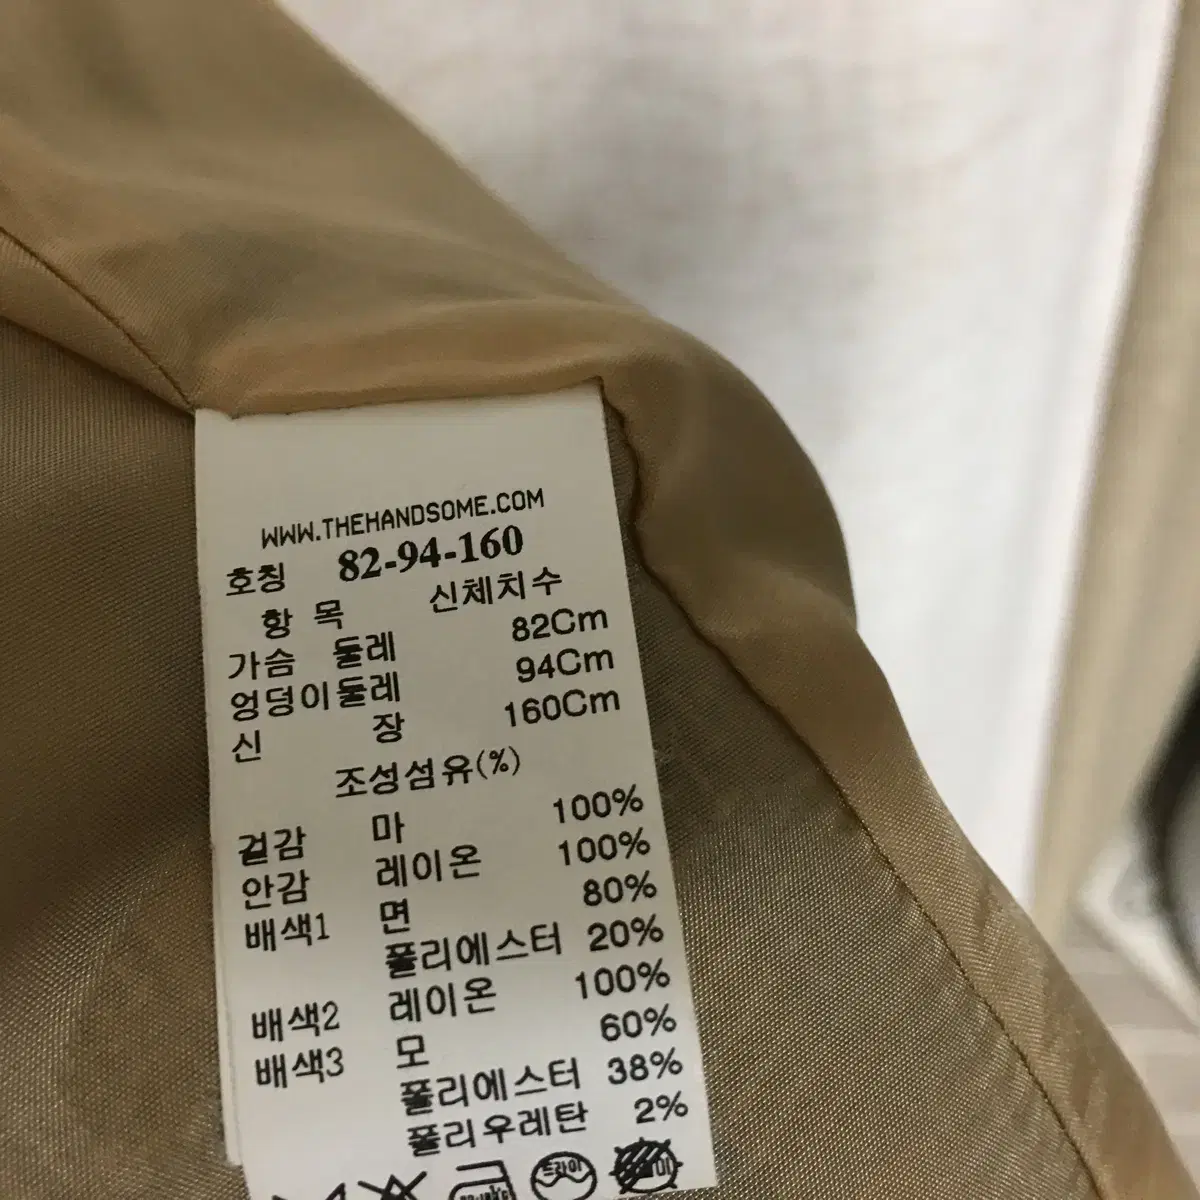 WWW.THEHANDSOME.COM
호칭 82-94-160
항 목 신체치수
가슴 둘레 82Cm
엉덩이둘레 94Cm
신 장 160Cm
조성섬유(%)
겉감 마 100%
안감 레이온 100%
배색1 면 80%
폴리에스터 20%
배색2 레이온 100%
배색3 모 60%
폴리에스터 38%
폴리우레탄 2%
드라이